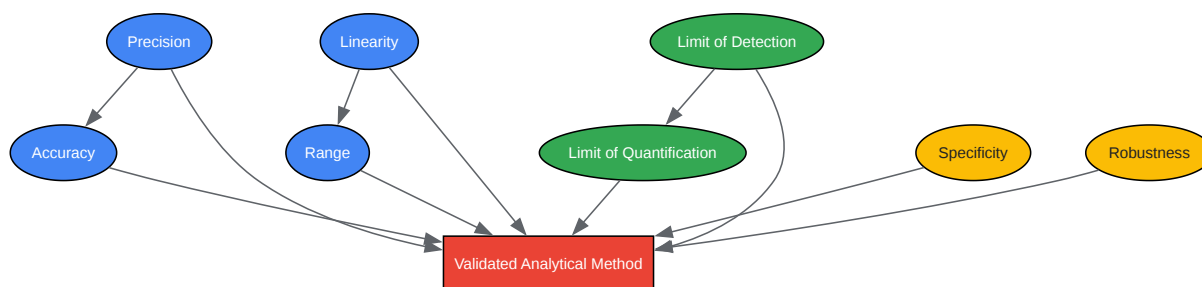 Precision
Linearity
Limit of Detection
Accuracy
Range
Limit of Quantification
Specificity
Robustness
Validated Analytical Method